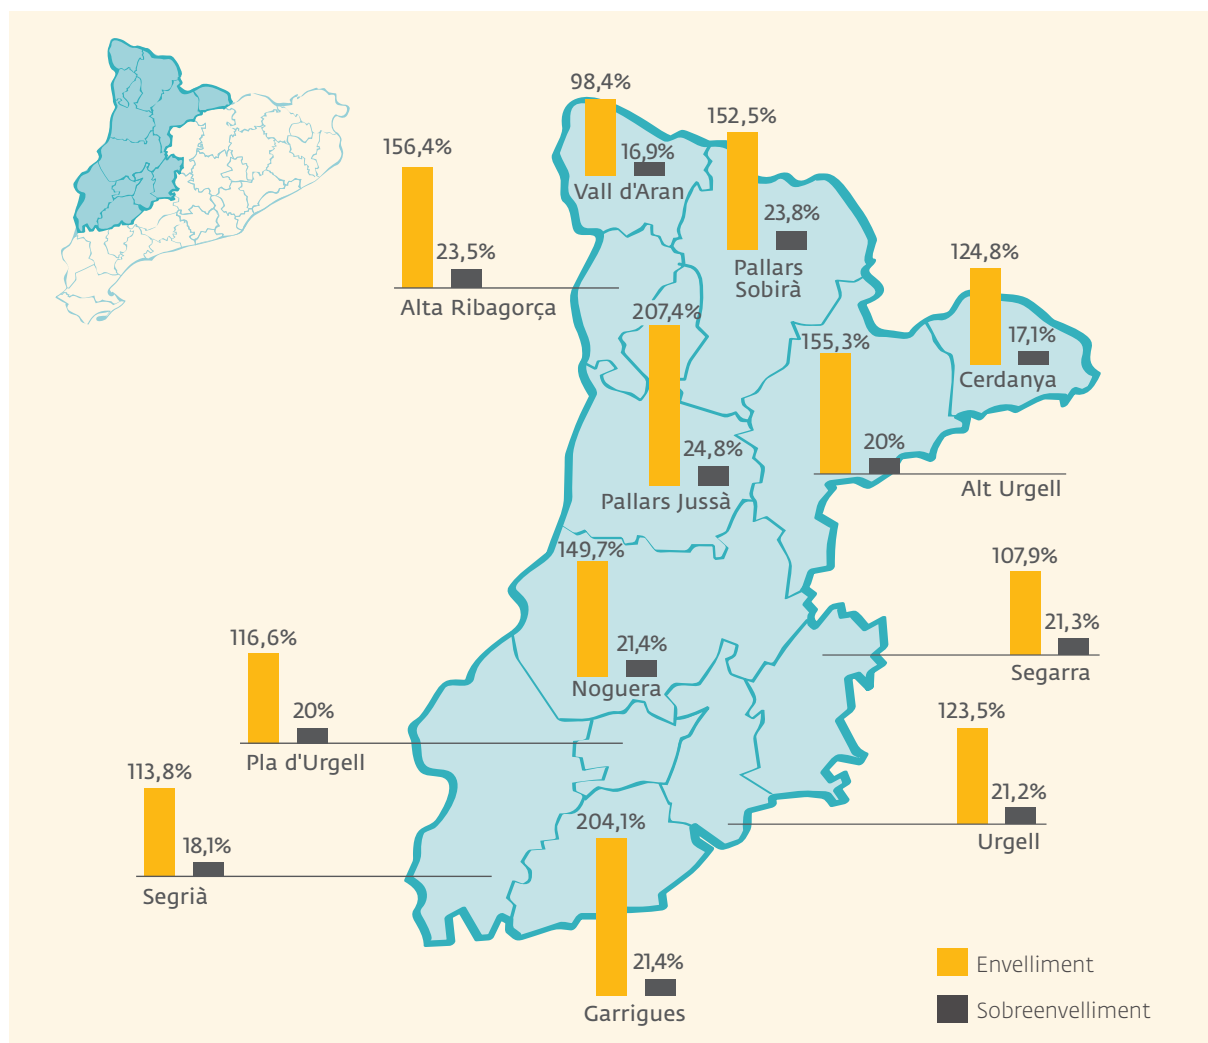 98,4%
16,9%
Vall d'Aran
152,5%
23,8%
Pallars
Sobirà
156,4%
23,5%
Alta Ribagorça
124,8%
17,1%
Cerdanya
207,4%
24,8%
Pallars Jussà
155,3%
20%
Alt Urgell
149,7%
21,4%
Noguera
107,9%
21,3%
Segarra
116,6%
20%
Pla d'Urgell
123,5%
21,2%
Urgell
113,8%
18,1%
Segrià
204,1%
21,4%
Garrigues
Envelliment
Sobreenvelliment